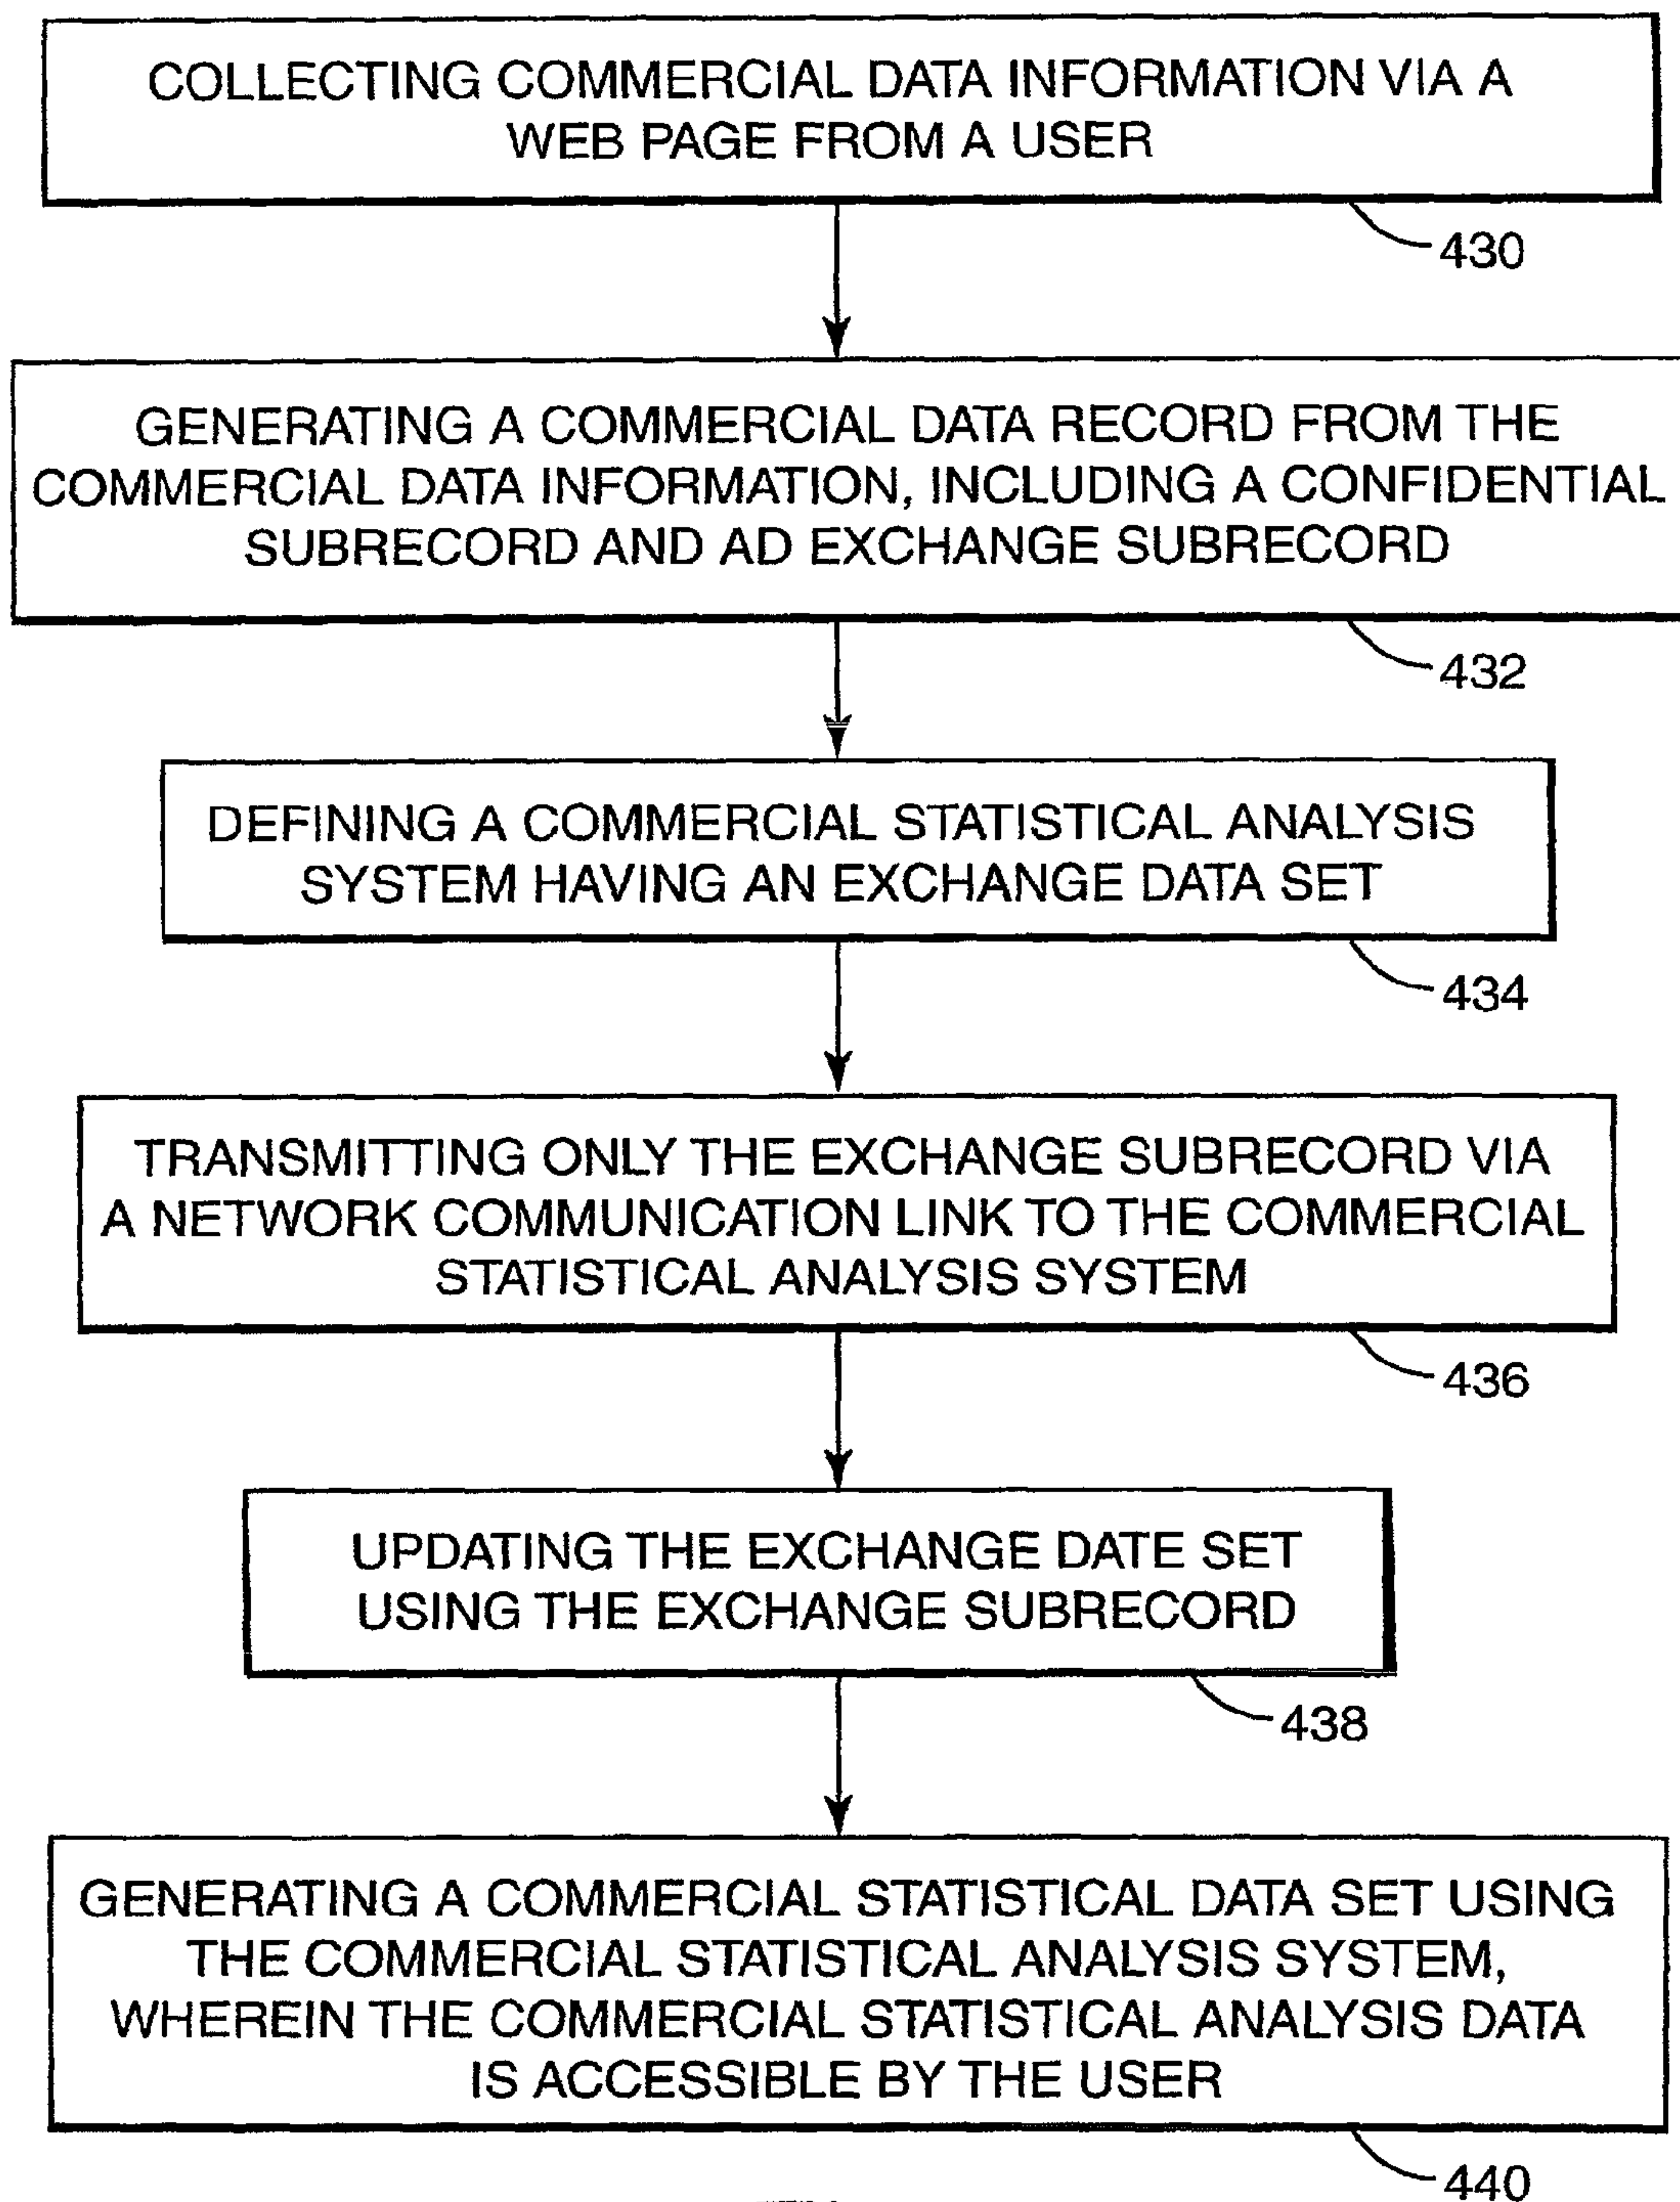 COLLECTING COMMERCIAL DATA INFORMATION VIA A
WEB PAGE FROM A USER
430
GENERATING A COMMERCIAL DATA RECORD FROM THE
COMMERCIAL DATA INFORMATION, INCLUDING A CONFIDENTIAL
SUBRECORD AND AD EXCHANGE SUBRECORD
432
DEFINING A COMMERCIAL STATISTICAL ANALYSIS
SYSTEM HAVING AN EXCHANGE DATA SET
434
TRANSMITTING ONLY THE EXCHANGE SUBRECORD VIA
A NETWORK COMMUNICATION LINK TO THE COMMERCIAL
STATISTICAL ANALYSIS SYSTEM
436
UPDATING THE EXCHANGE DATE SET
USING THE EXCHANGE SUBRECORD
438
GENERATING A COMMERCIAL STATISTICAL DATA SET USING
THE COMMERCIAL STATISTICAL ANALYSIS SYSTEM,
WHEREIN THE COMMERCIAL STATISTICAL ANALYSIS DATA
IS ACCESSIBLE BY THE USER
440